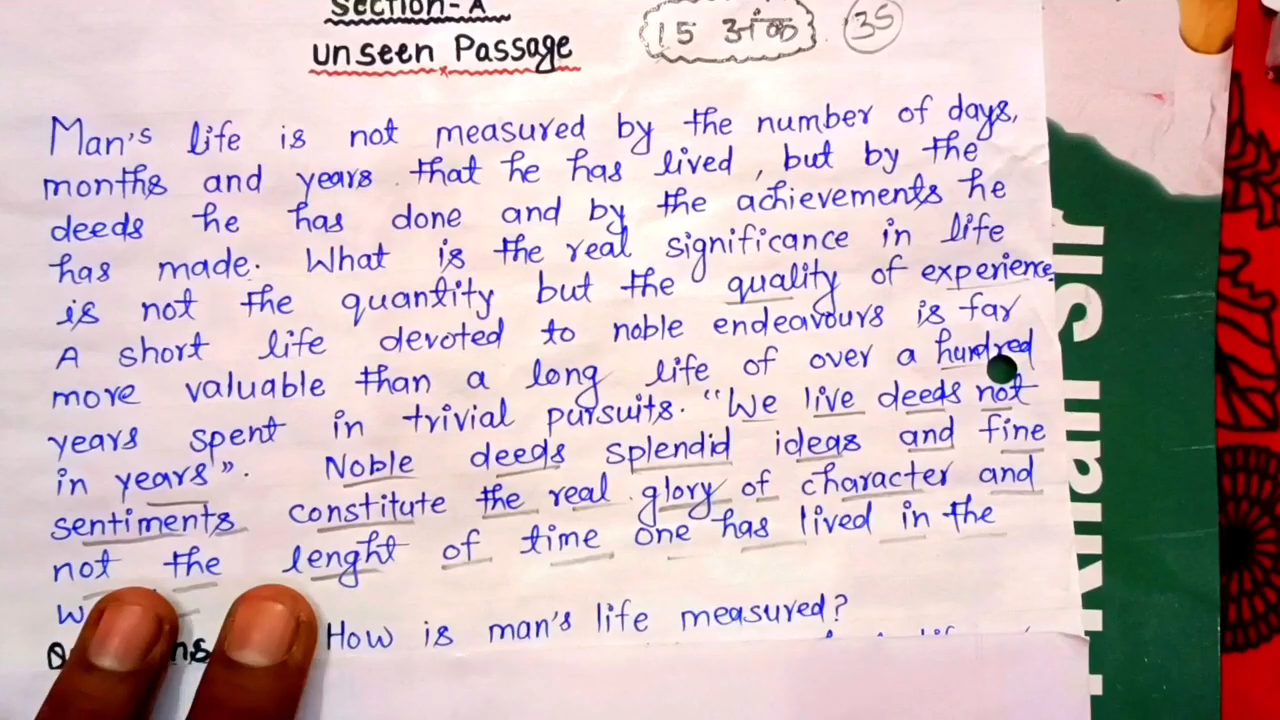 Section-A
Unseen Passage
15 अंक
35
Man's life is not measured by the number of days,
months and years that he has lived, but by the
deeds he has done and by the achievements he
has made. What is the real significance in life
is not the quantity but the quality of experience
A short life devoted to noble endeavours is far
more valuable than a long life of over a hundred
years spent in trivial pursuits. "We live deeds not
in years". Noble deeds splendid ideas and fine
sentiments constitute the real glory of character and
not the lenght of time one has lived in the
How is man's life measured?
Khan Sir